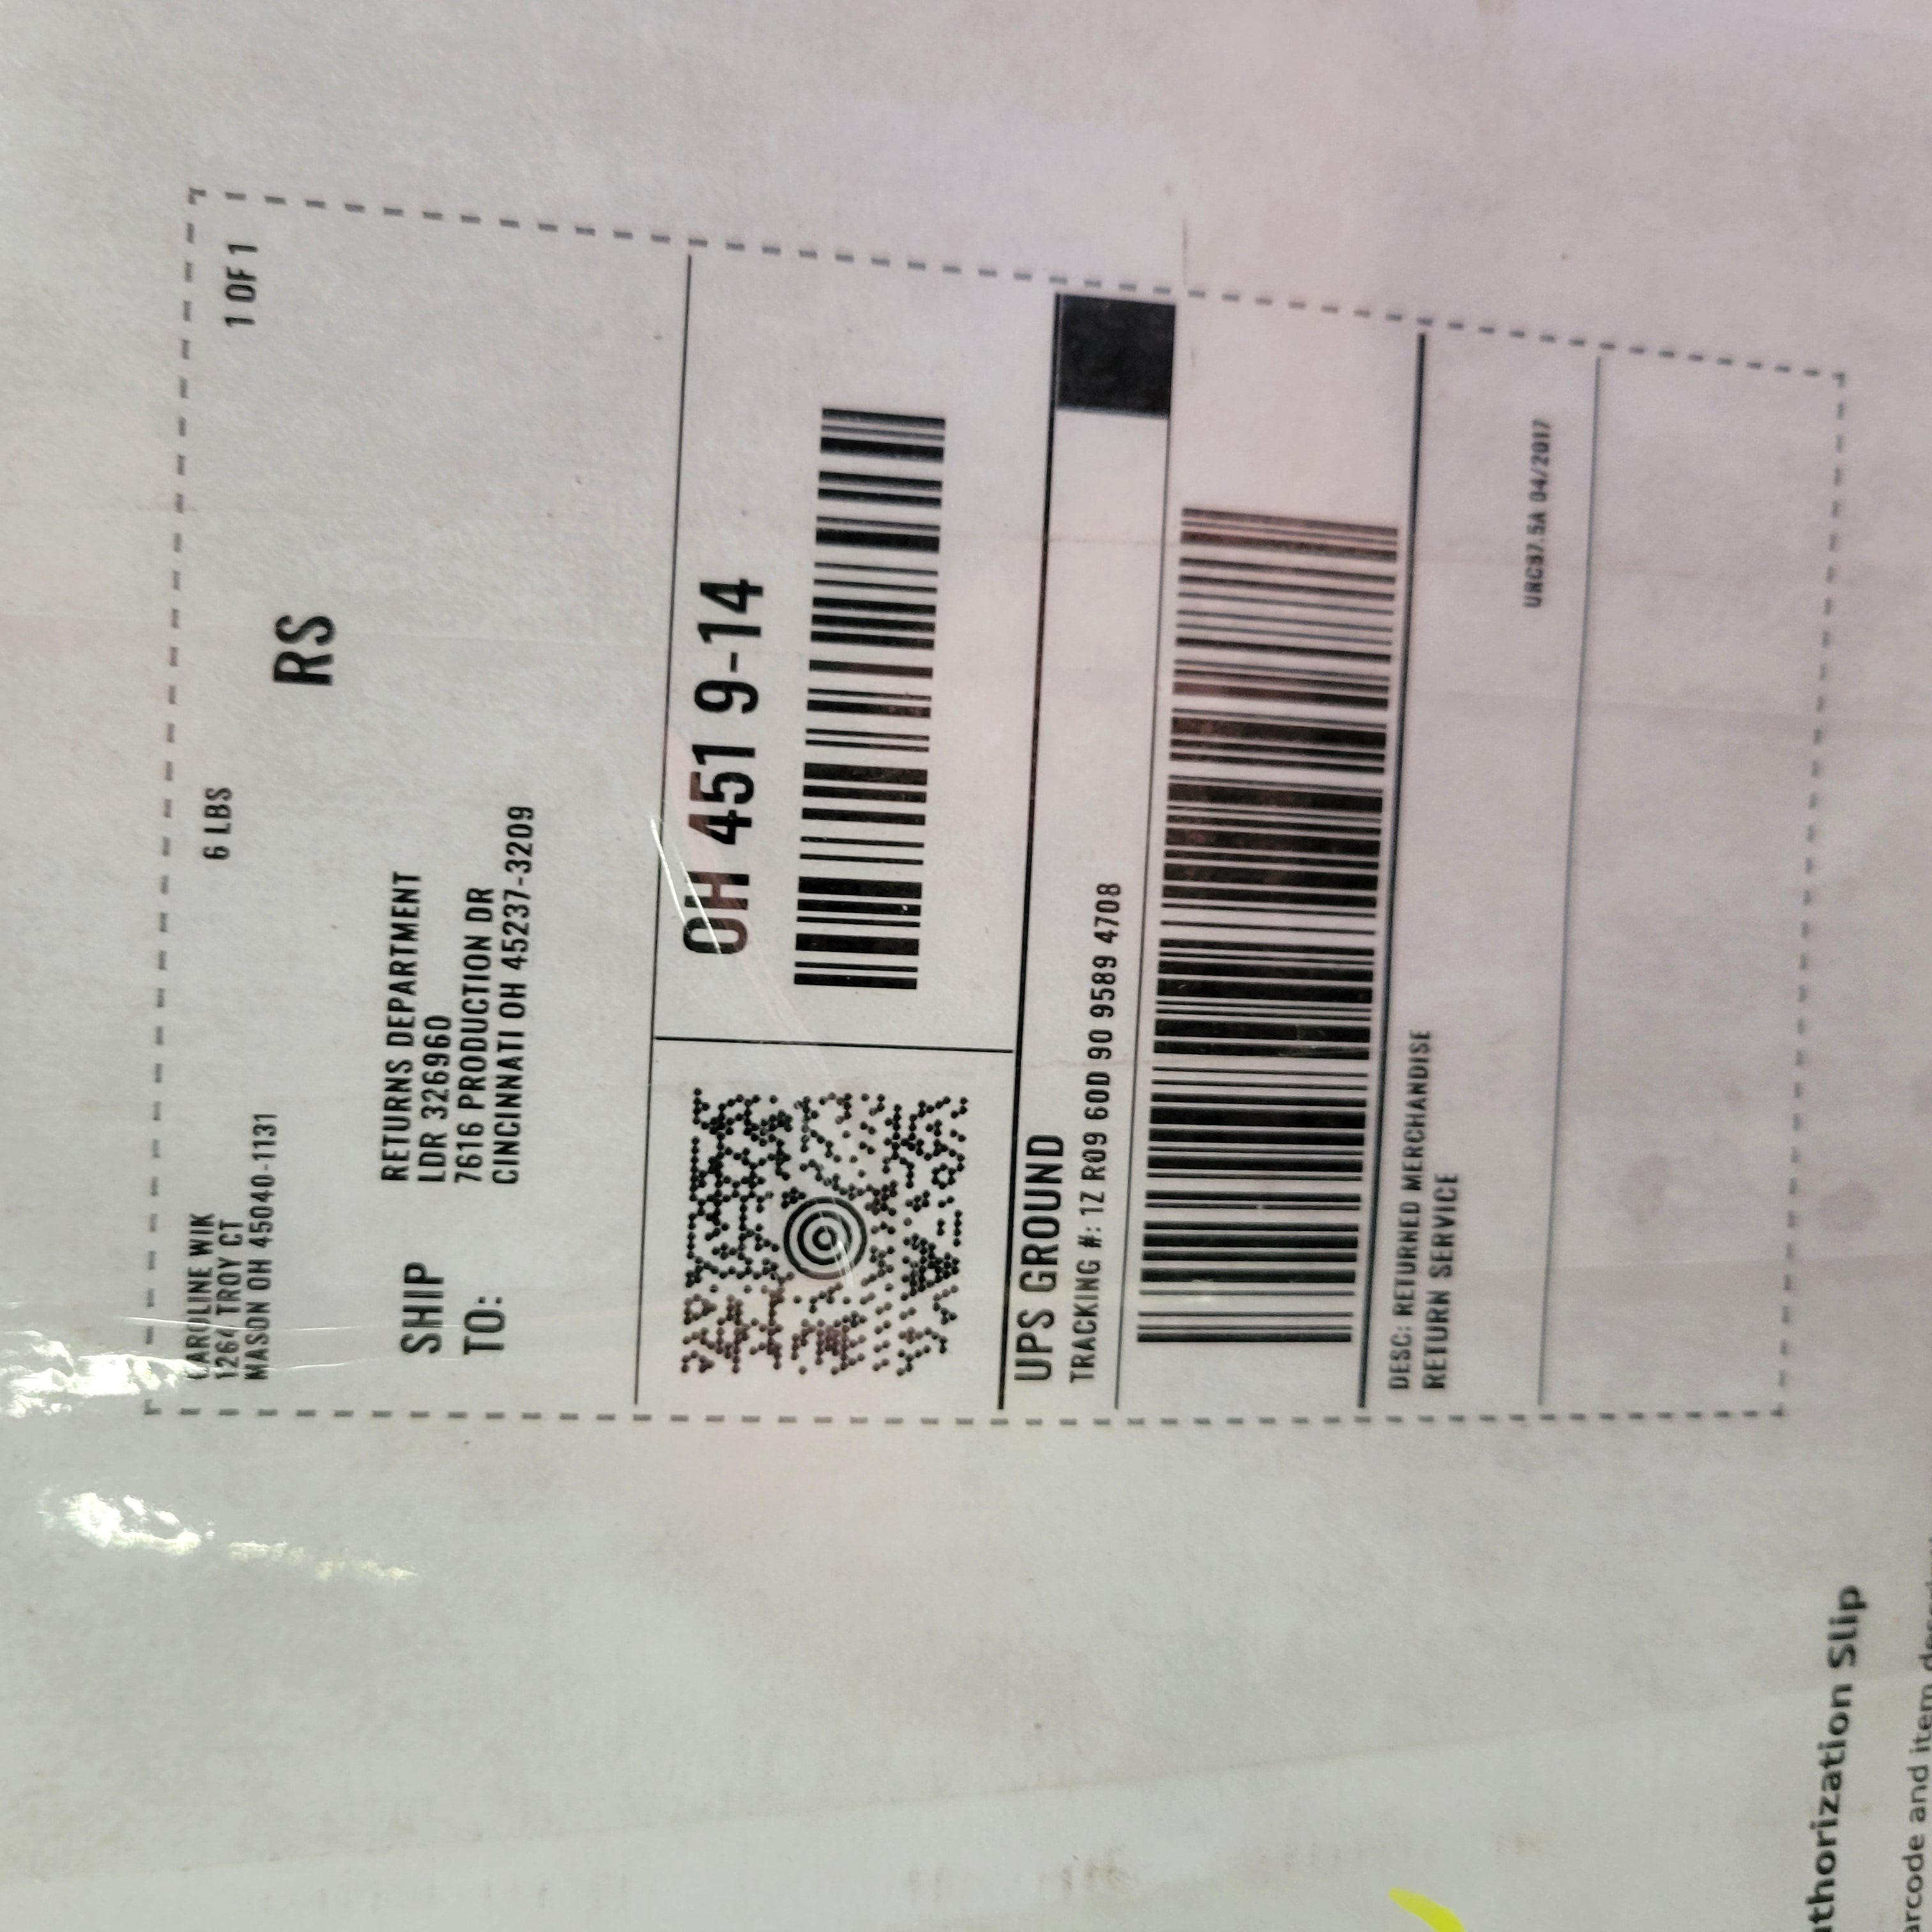 CAROLINE WIK
1264 TROY CT
MASON OH 45040-1131
6 LBS
1 OF 1
RS
SHIP
TO:
RETURNS DEPARTMENT
LDR 326960
7616 PRODUCTION DR
CINCINNATI OH 45237-3209
OH 451 9-14
UPS GROUND
TRACKING #: 1Z R09 60D 90 9589 4708
DESC: RETURNED MERCHANDISE
RETURN SERVICE
URC37.5A 04/2017
thorization Slip
arcode and item